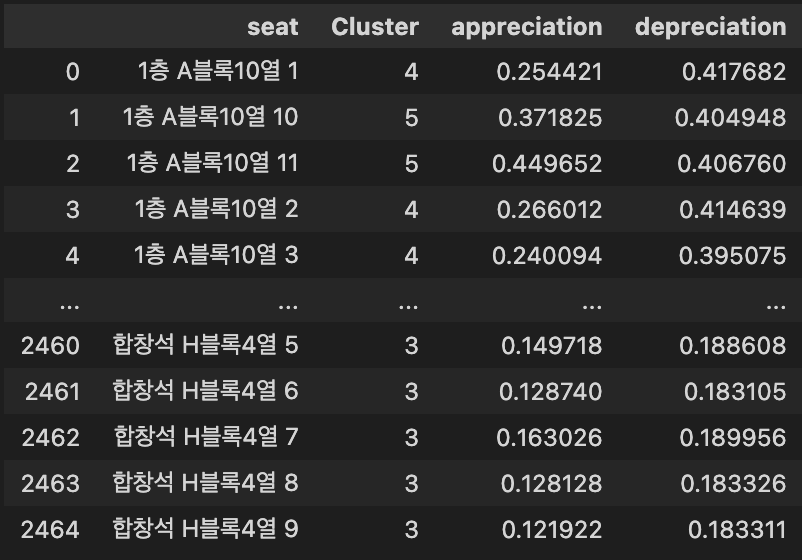 seat Cluster appreciation depreciation
0 1층 A블록10열 1 4 0.254421 0.417682
1 1층 A블록10열 10 5 0.371825 0.404948
2 1층 A블록10열 11 5 0.449652 0.406760
3 1층 A블록10열 2 4 0.266012 0.414639
4 1층 A블록10열 3 4 0.240094 0.395075
... ... ... ... ...
2460 합창석 H블록4열 5 3 0.149718 0.188608
2461 합창석 H블록4열 6 3 0.128740 0.183105
2462 합창석 H블록4열 7 3 0.163026 0.189956
2463 합창석 H블록4열 8 3 0.128128 0.183326
2464 합창석 H블록4열 9 3 0.121922 0.183311